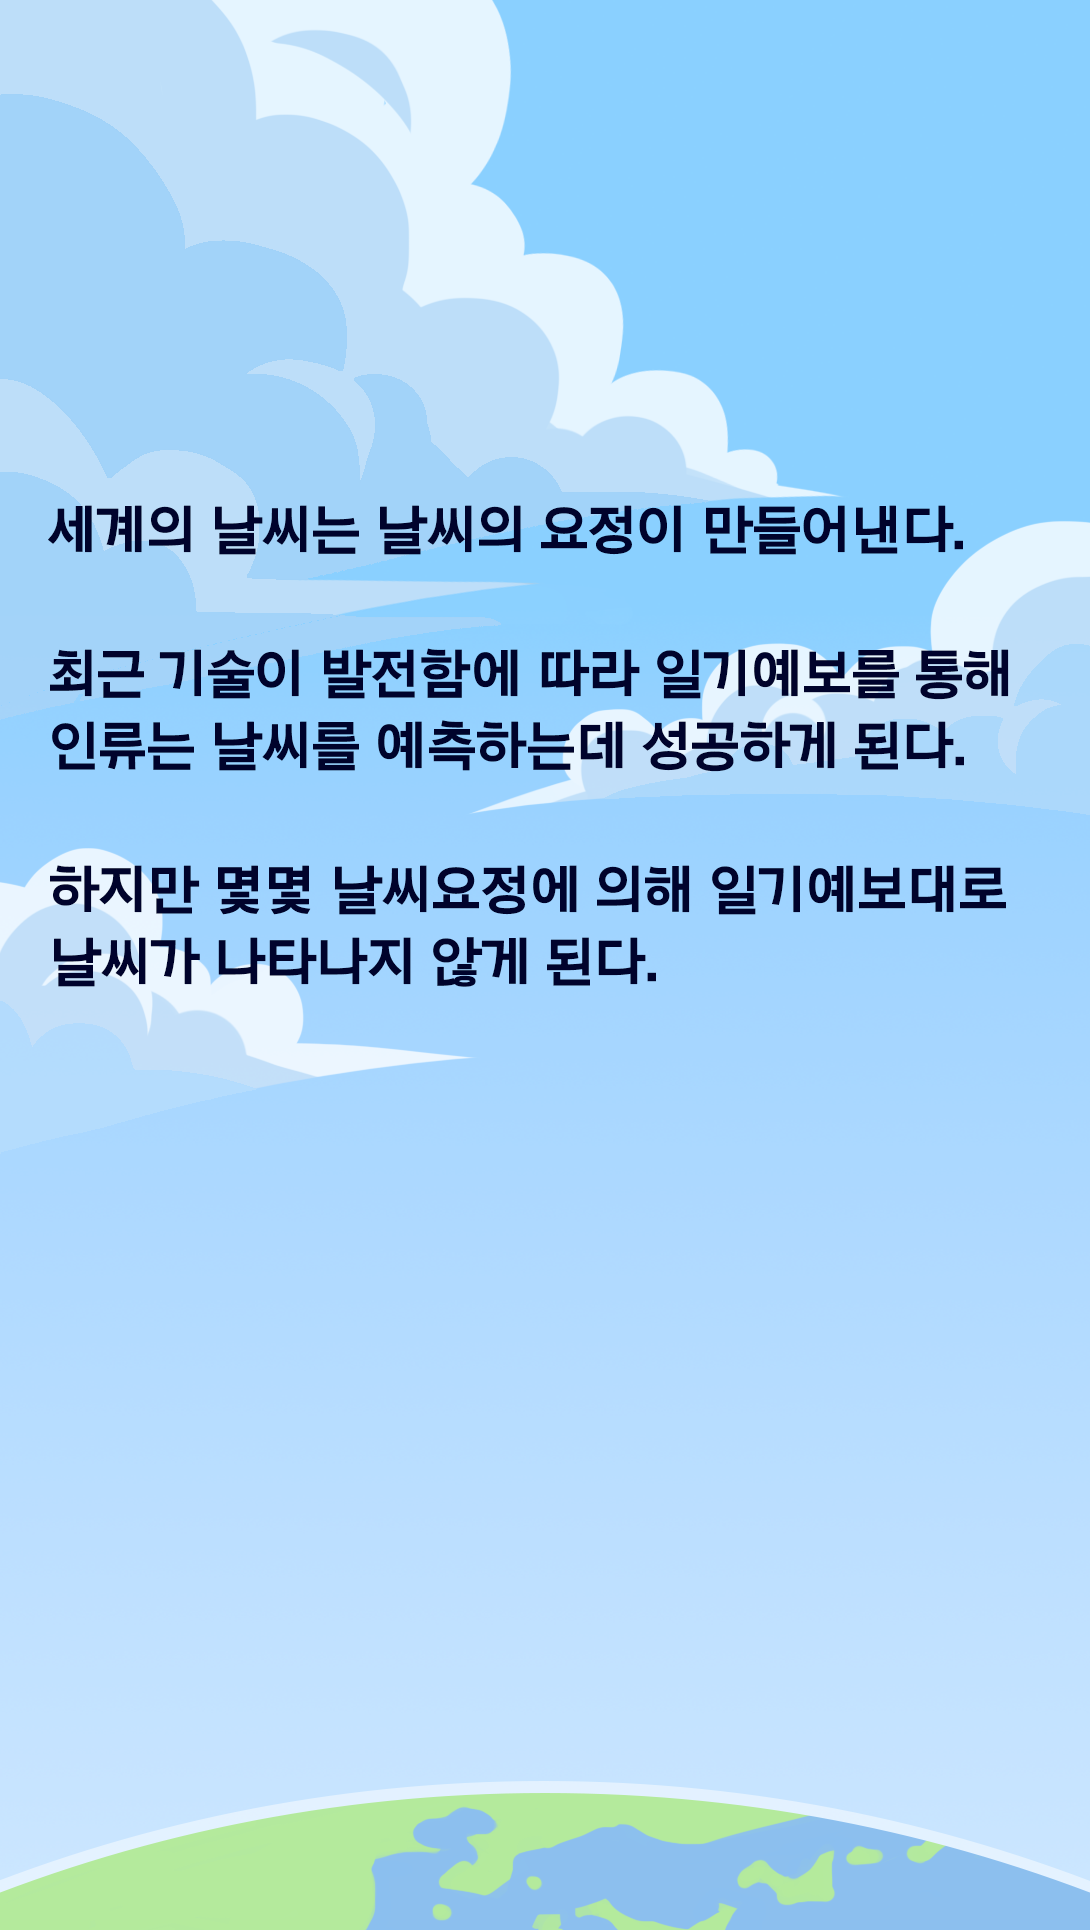 세계의 날씨는 날씨의 요정이 만들어낸다.
최근 기술이 발전함에 따라 일기예보를 통해
인류는 날씨를 예측하는데 성공하게 된다.
하지만 몇몇 날씨요정에 의해 일기예보대로
날씨가 나타나지 않게 된다.